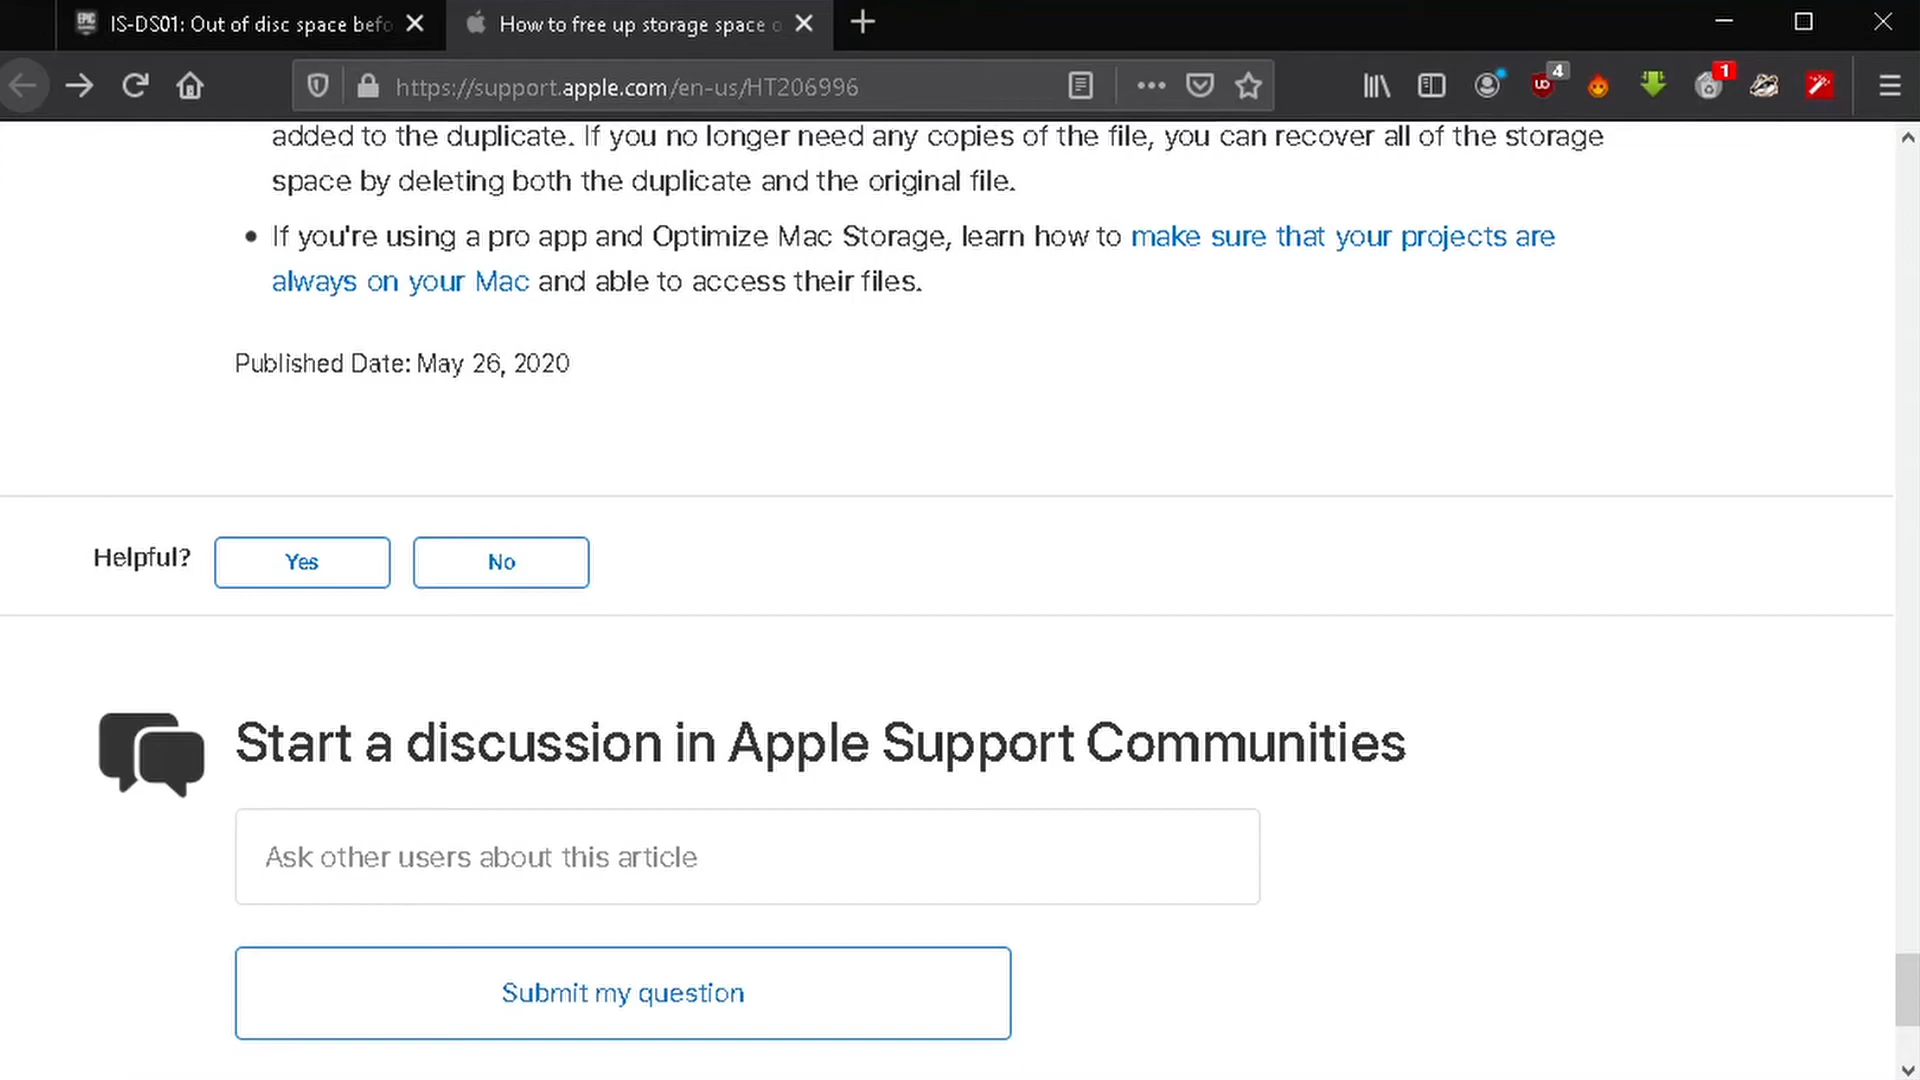 EPIC
IS-DS01: Out of disc space befo
How to free up storage space o
https://support.apple.com/en-us/HT206996
4
1
added to the duplicate. If you no longer need any copies of the file, you can recover all of the storage
space by deleting both the duplicate and the original file.
If you're using a pro app and Optimize Mac Storage, learn how to make sure that your projects are
always on your Mac and able to access their files.
Published Date: May 26, 2020
Helpful?
Yes
No
Start a discussion in Apple Support Communities
Ask other users about this article
Submit my question